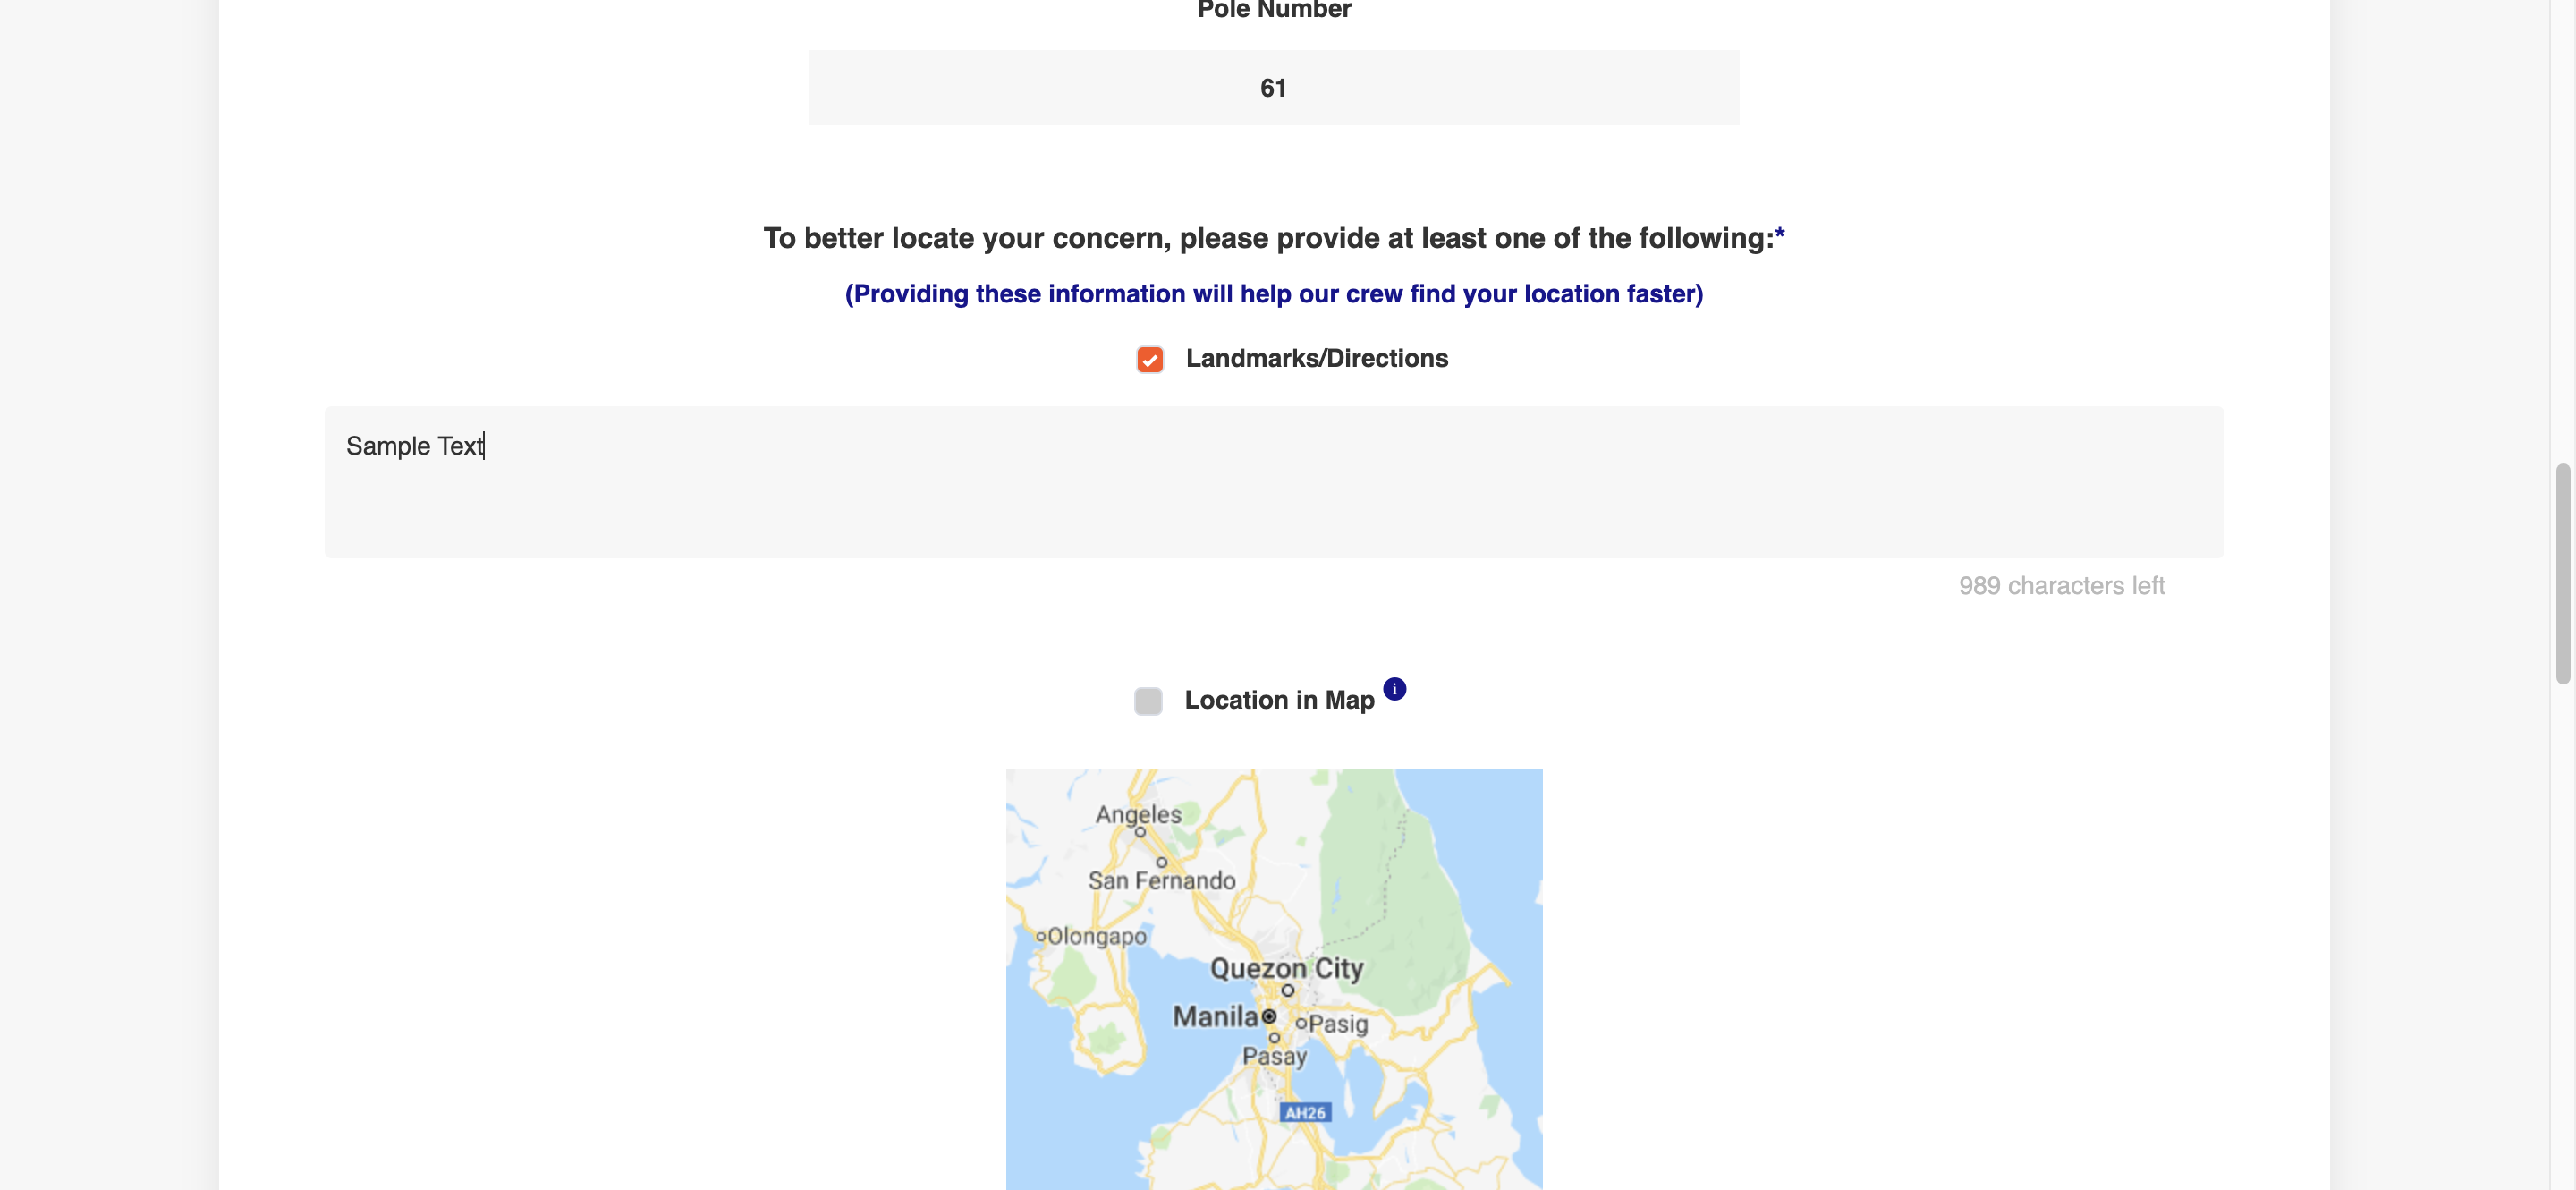 Pole Number
61
To better locate your concern, please provide at least one of the following:*
(Providing these information will help our crew find your location faster)
Landmarks/Directions
Sample Text
989 characters left
Location in Map i
Angeles
San Fernando
Olongapo
Quezon City
Manila
Pasig
Pasay
AH26